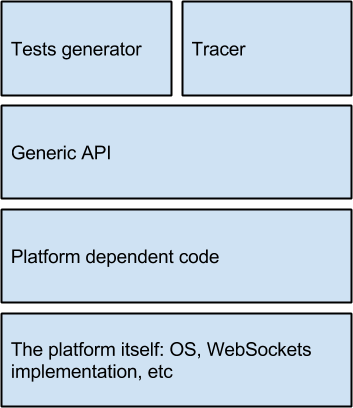 Tests generator
Tracer
Generic API
Platform dependent code
The platform itself: OS, WebSockets
implementation, etc